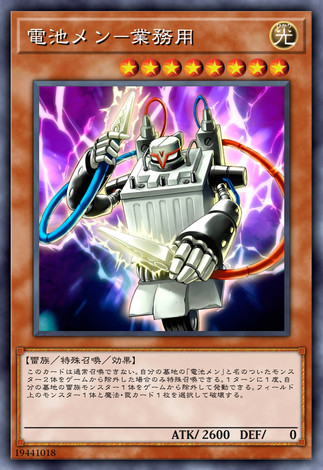 電池メン－業務用
光
【雷族／特殊召喚／効果】
このカードは通常召喚できない。自分の墓地の「電池メン」と名のついたモン
スター２体をゲームから除外した場合のみ特殊召喚できる。１ターンに１度、自
分の墓地の雷族モンスター１体をゲームから除外して発動できる。フィールド
上のモンスター１体と魔法・罠カード１枚を選択して破壊する。
ATK/ 2600 DEF/ 0
19441018